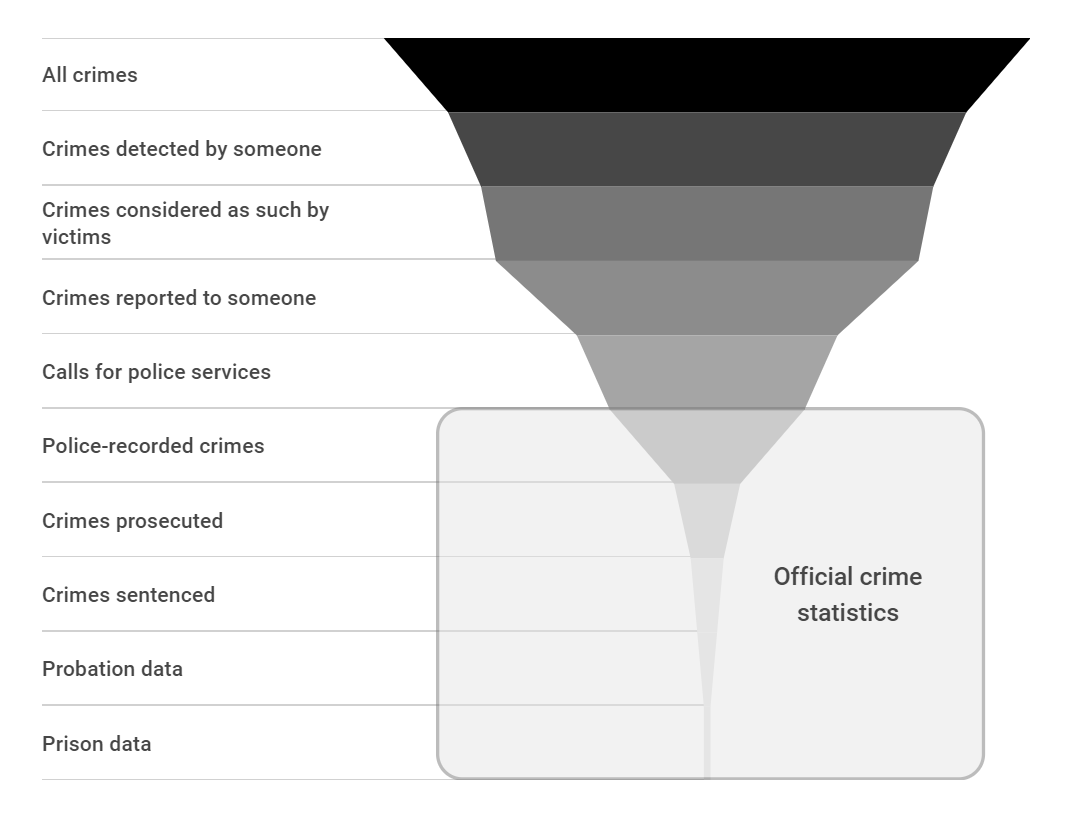 All crimes
Crimes detected by someone
Crimes considered as such by
victims
Crimes reported to someone
Calls for police services
Police-recorded crimes
Crimes prosecuted
Crimes sentenced
Probation data
Prison data
Official crime
statistics